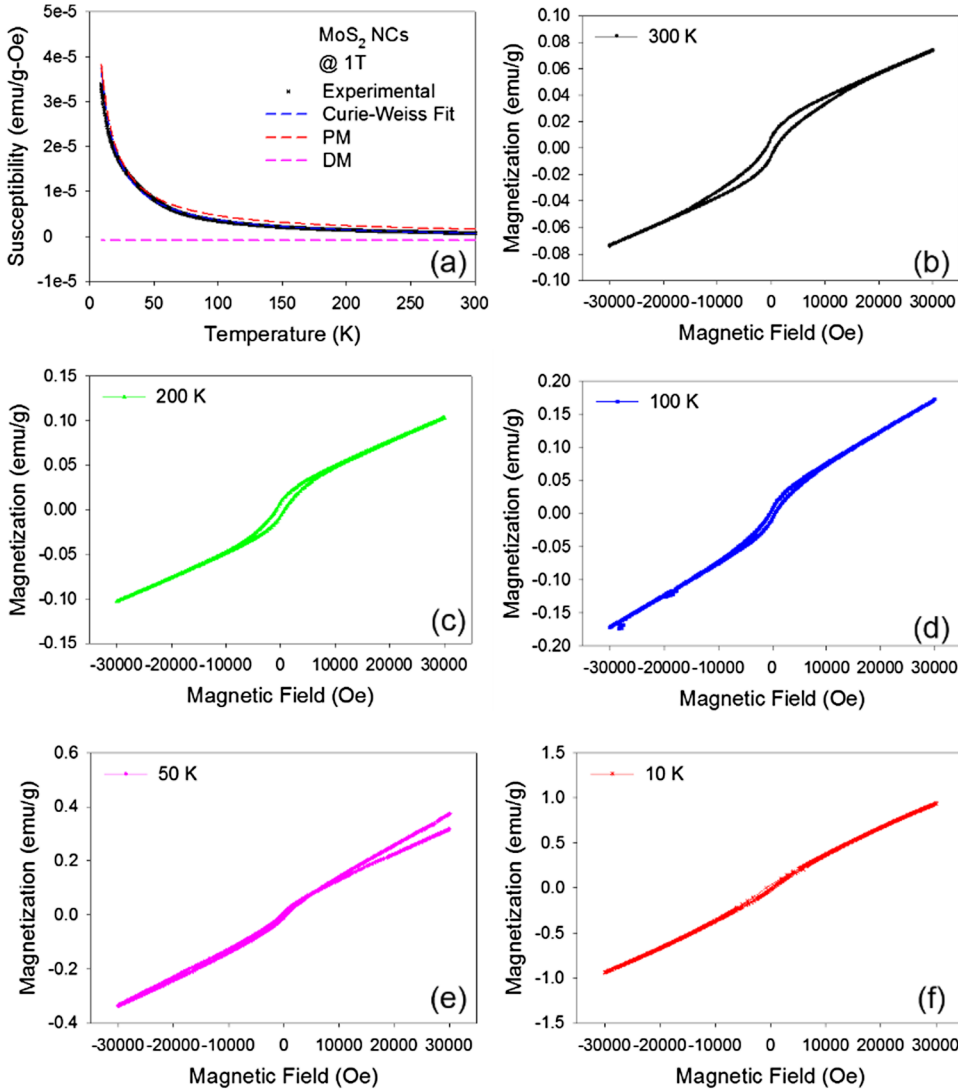 5e-5
4e-5
3e-5
2e-5
1e-5
0
-1e-5
Susceptibility (emu/g-Oe)
MoS2 NCs
@ 1T
Experimental
Curie-Weiss Fit
PM
DM
(a)
0 50 100 150 200 250 300
Temperature (K)
0.10
0.08
0.06
0.04
0.02
0.00
-0.02
-0.04
-0.06
-0.08
0.10
Magnetization (emu/g)
300 K
(b)
-30000 -20000 -10000 0 10000 20000 30000
Magnetic Field (Oe)
0.15
0.10
0.05
0.00
-0.05
-0.10
-0.15
Magnetization (emu/g)
200 K
(c)
-30000 -20000 -10000 0 10000 20000 30000
Magnetic Field (Oe)
0.20
0.15
0.10
0.05
0.00
-0.05
-0.10
-0.15
-0.20
Magnetization (emu/g)
100 K
(d)
-30000 -20000 -10000 0 10000 20000 30000
Magnetic Field (Oe)
0.6
0.4
0.2
0.0
-0.2
-0.4
Magnetization (emu/g)
50 K
(e)
-30000 -20000 -10000 0 10000 20000 30000
Magnetic Field (Oe)
1.5
1.0
0.5
0.0
-0.5
-1.0
-1.5
Magnetization (emu/g)
10 K
(f)
-30000 -20000 -10000 0 10000 20000 30000
Magnetic Field (Oe)